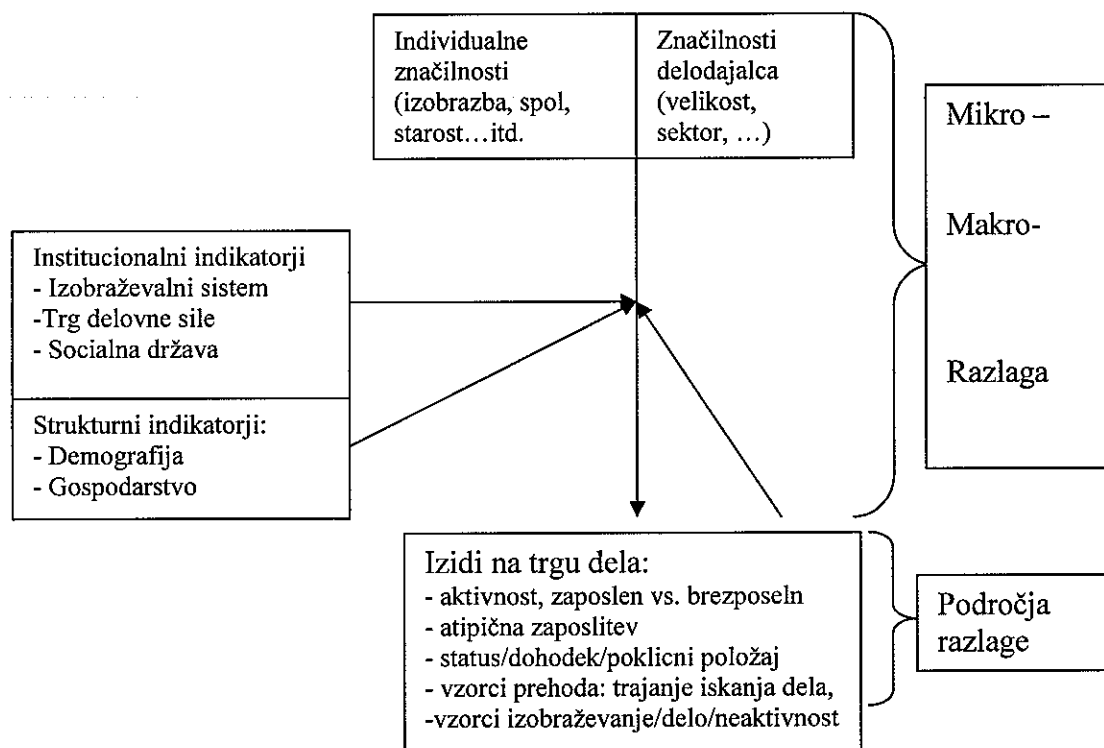 Individualne
značilnosti
(izobrazba, spol,
starost…itd.
Značilnosti
delodajalca
(velikost,
sektor, …)
Mikro –
Makro-
Razlaga
Institucionalni indikatorji
- Izobraževalni sistem
-Trg delovne sile
- Socialna država
Strukturni indikatorji:
- Demografija
- Gospodarstvo
Izidi na trgu dela:
- aktivnost, zaposlen vs. brezposeln
- atipična zaposlitev
- status/dohodek/poklicni položaj
- vzorci prehoda: trajanje iskanja dela,
-vzorci izobraževanje/delo/neaktivnost
Področja
razlage